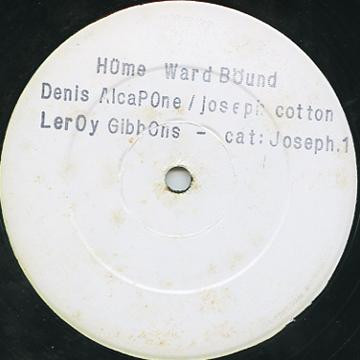 HOme Ward BOund
Denis AlcaPOne / joseph cotton
LerOy GibbOns - cat: Joseph.1